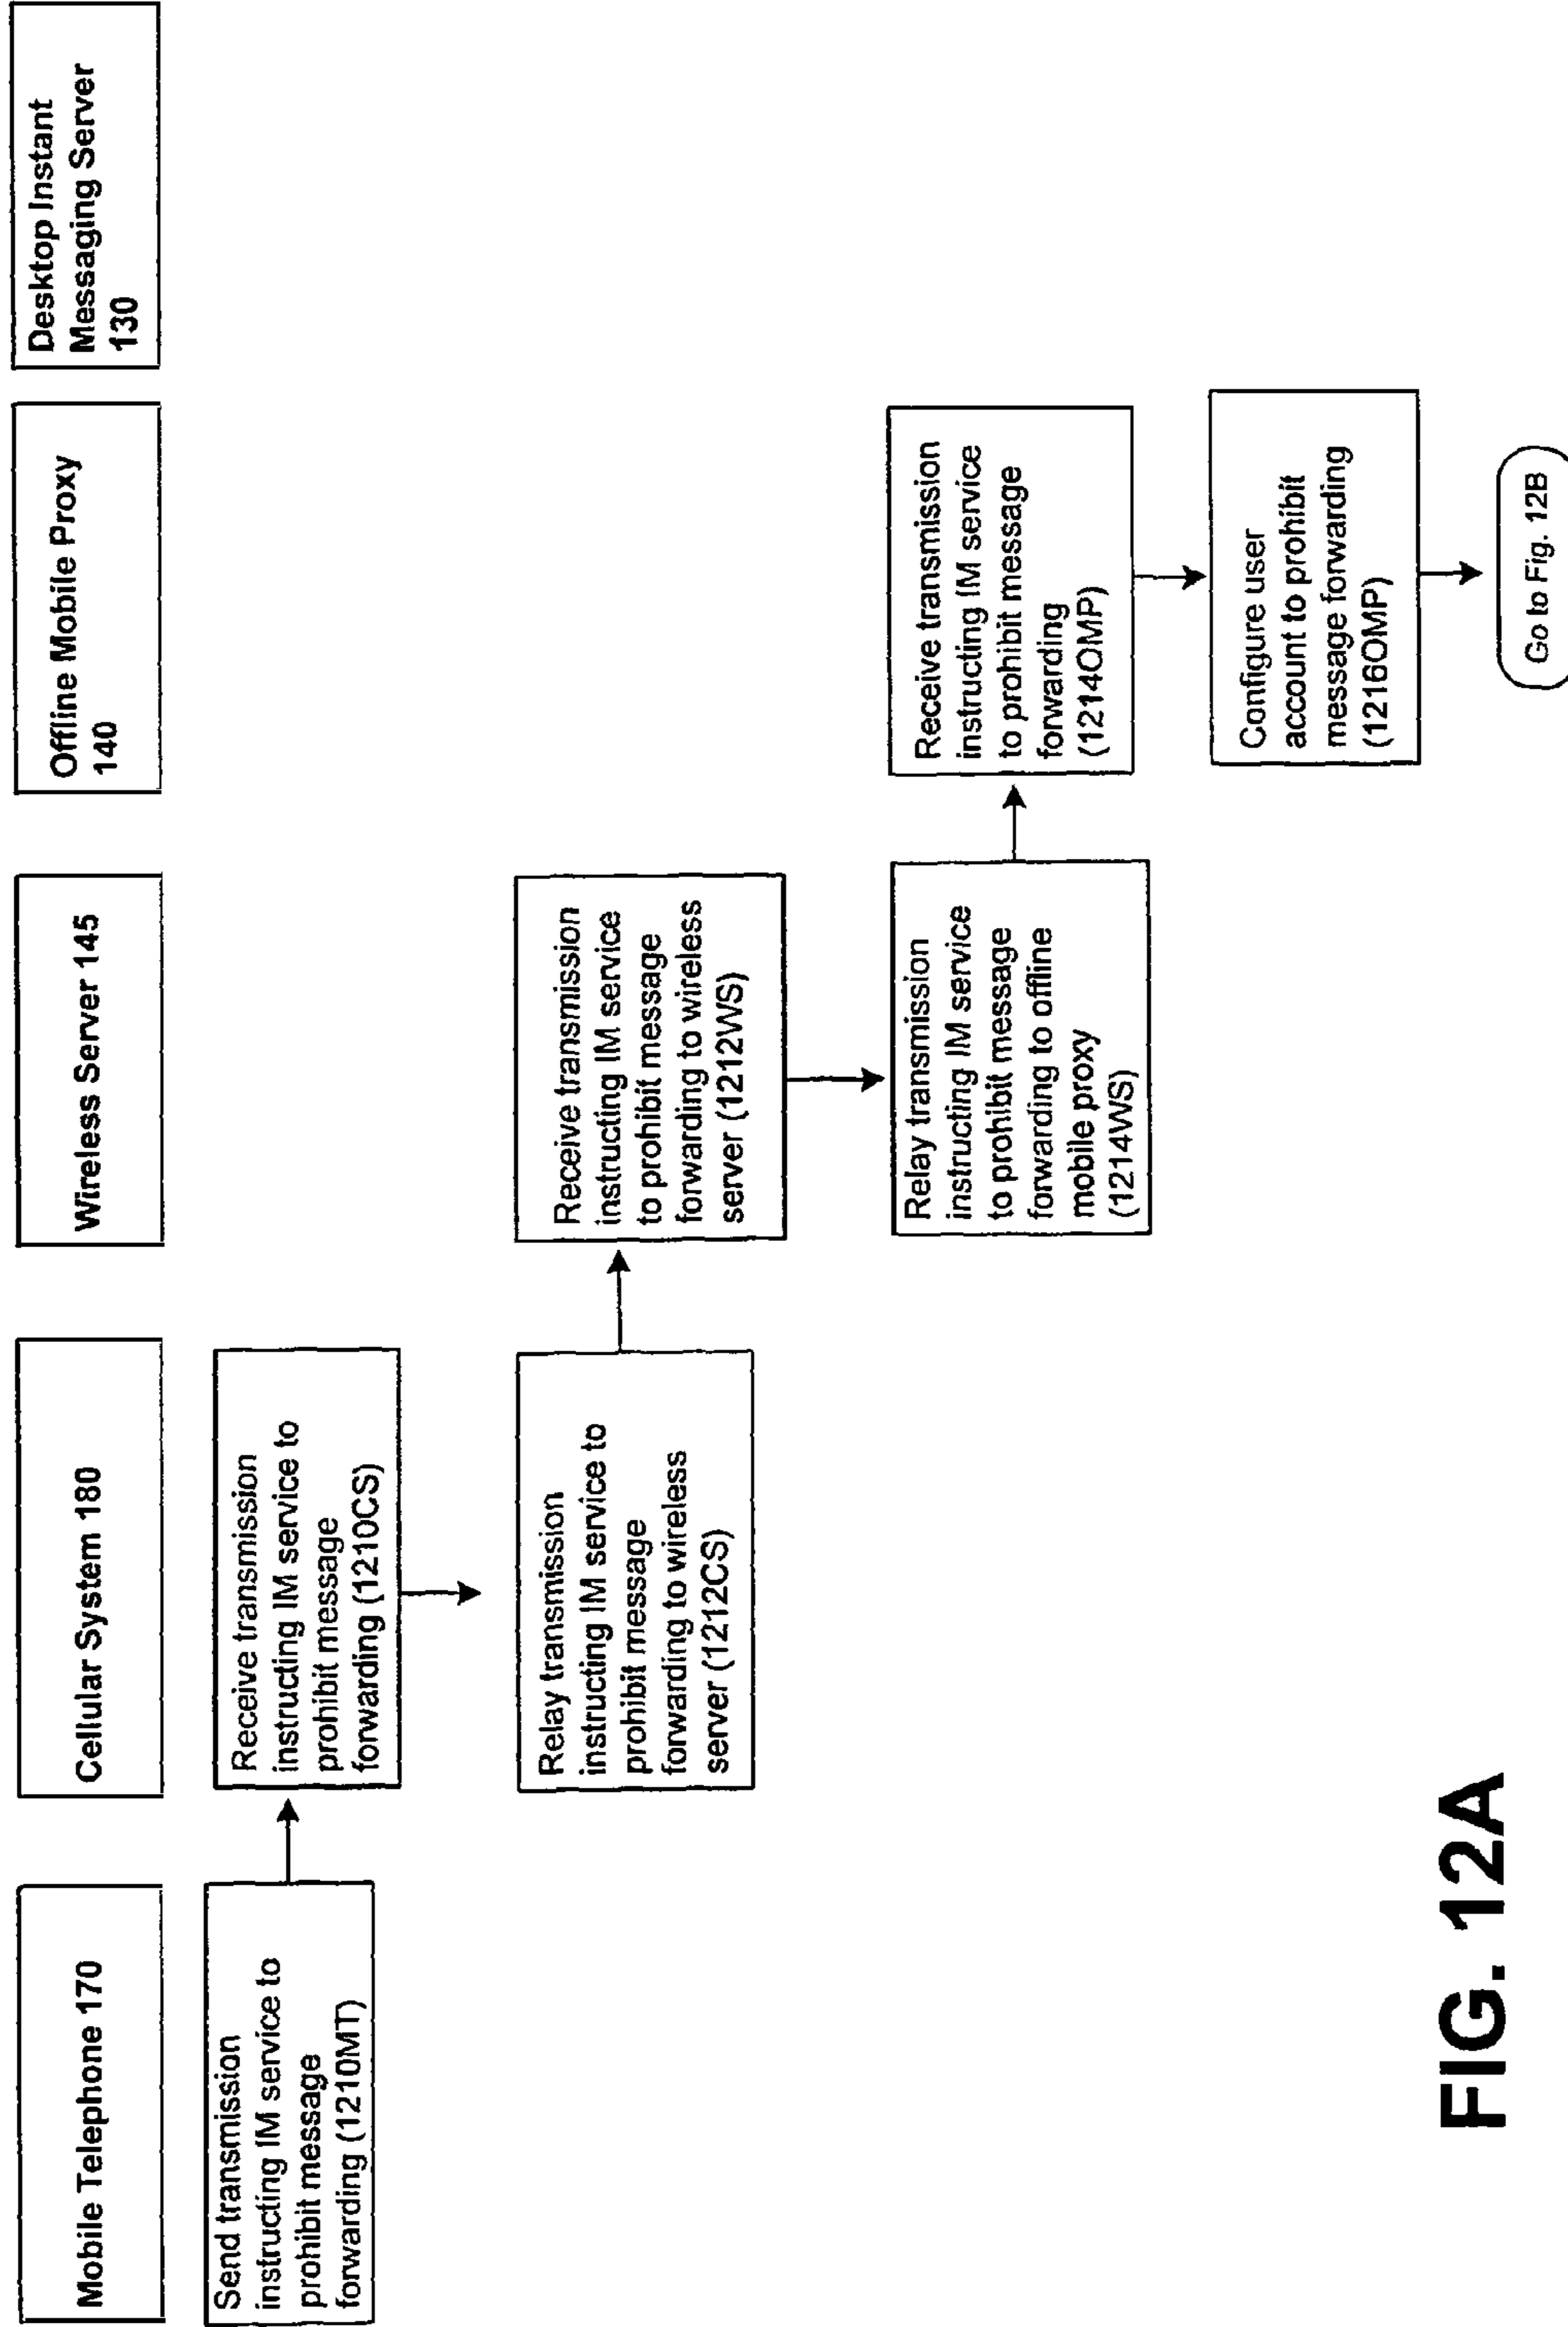 Mobile Telephone 170
Cellular System 180
Wireless Server 145
Offline Mobile Proxy
140
Desktop Instant
Messaging Server
130
Send transmission
instructing IM service to
prohibit message
forwarding (1210MT)
Receive transmission
instructing IM service to
prohibit message
forwarding (1210CS)
Relay transmission
instructing IM service to
prohibit message
forwarding to wireless
server (1212CS)
Receive transmission
instructing IM service
to prohibit message
forwarding to wireless
server (1212WS)
Relay transmission
instructing IM service
to prohibit message
forwarding to offline
mobile proxy
(1214WS)
Receive transmission
instructing IM service
to prohibit message
forwarding
(1214OMP)
Configure user
account to prohibit
message forwarding
(1216OMP)
Go to Fig. 12B
FIG. 12A